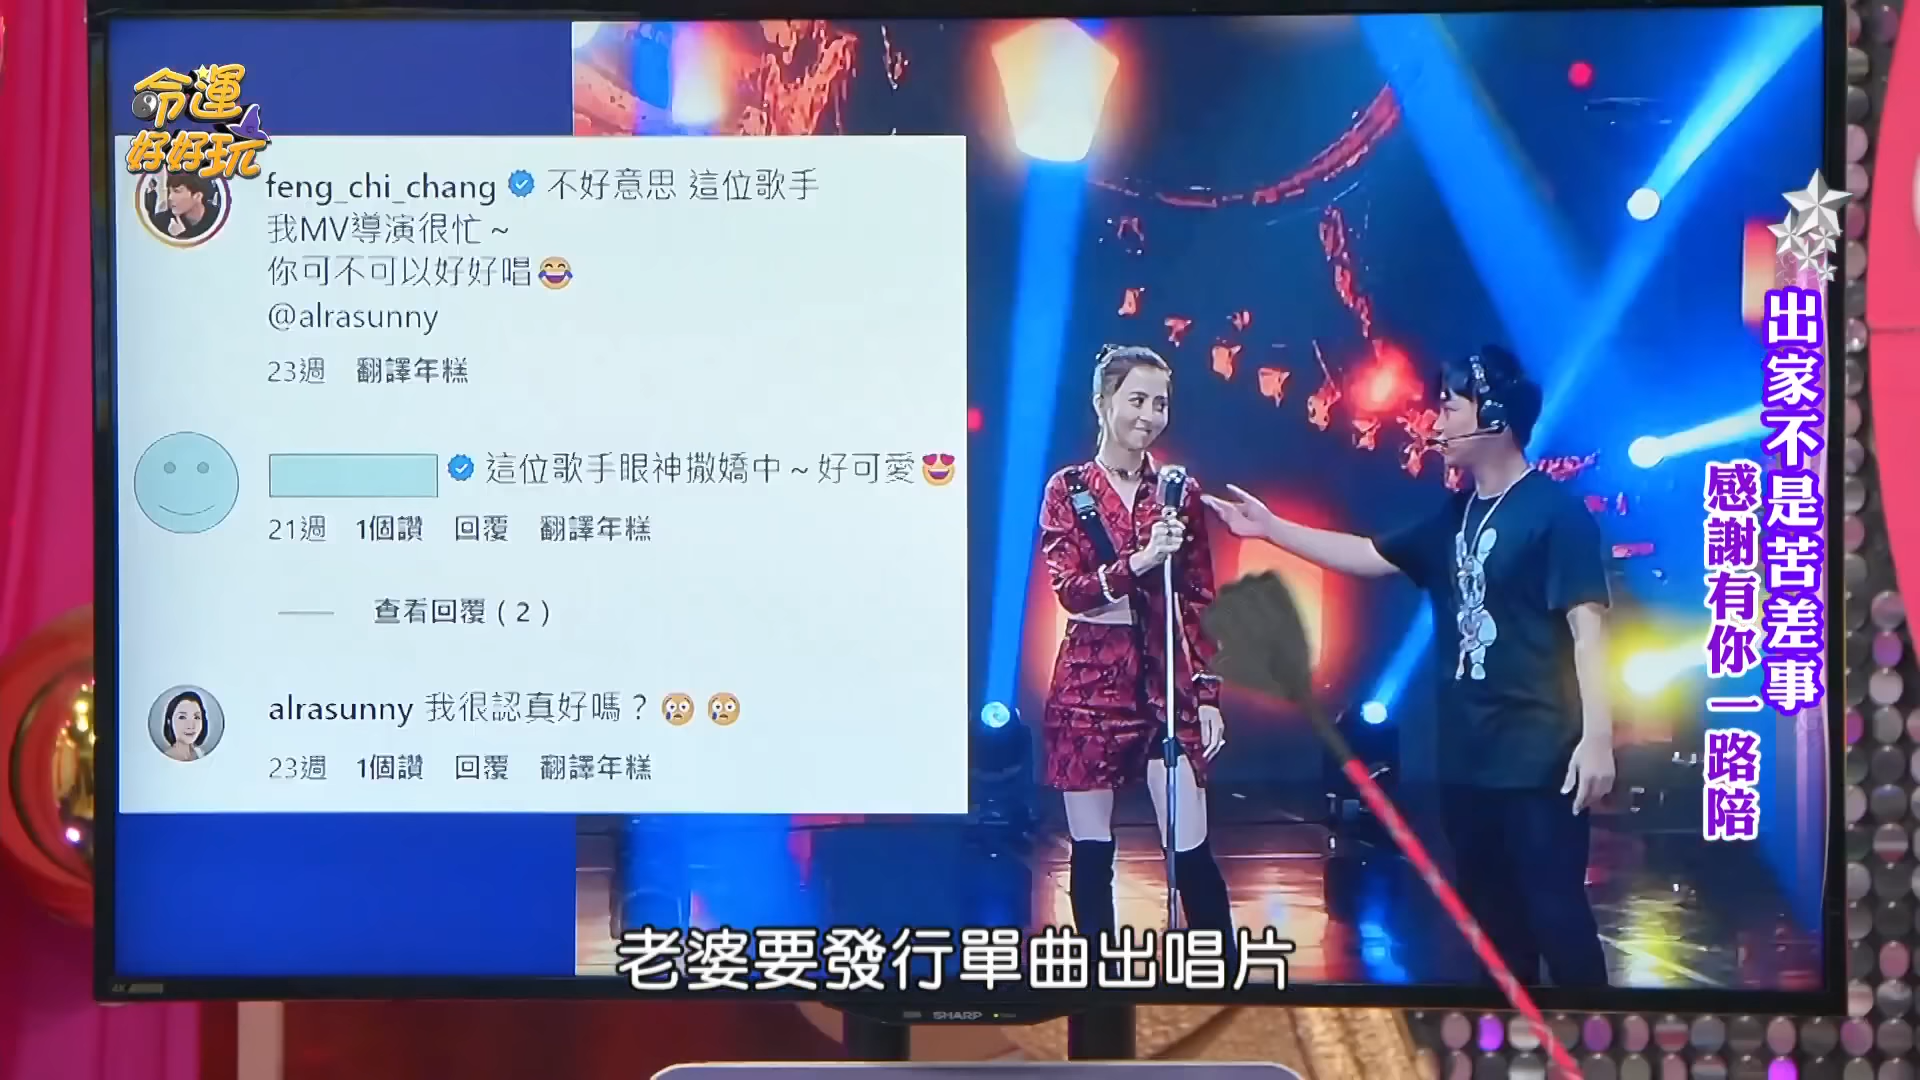 命運
好好玩
feng_chi_chang 不好意思 這位歌手
我MV導演很忙~
你可不可以好好唱😂
@alrasunny
23週 翻譯年糕
這位歌手眼神撒嬌中~好可愛😍
21週 1個讚 回覆 翻譯年糕
查看回覆(2)
alrasunny 我很認真好嗎？😢 😢
23週 1個讚 回覆 翻譯年糕
出家不是苦差事
感謝有你一路陪
老婆要發行單曲出唱片
SHARP